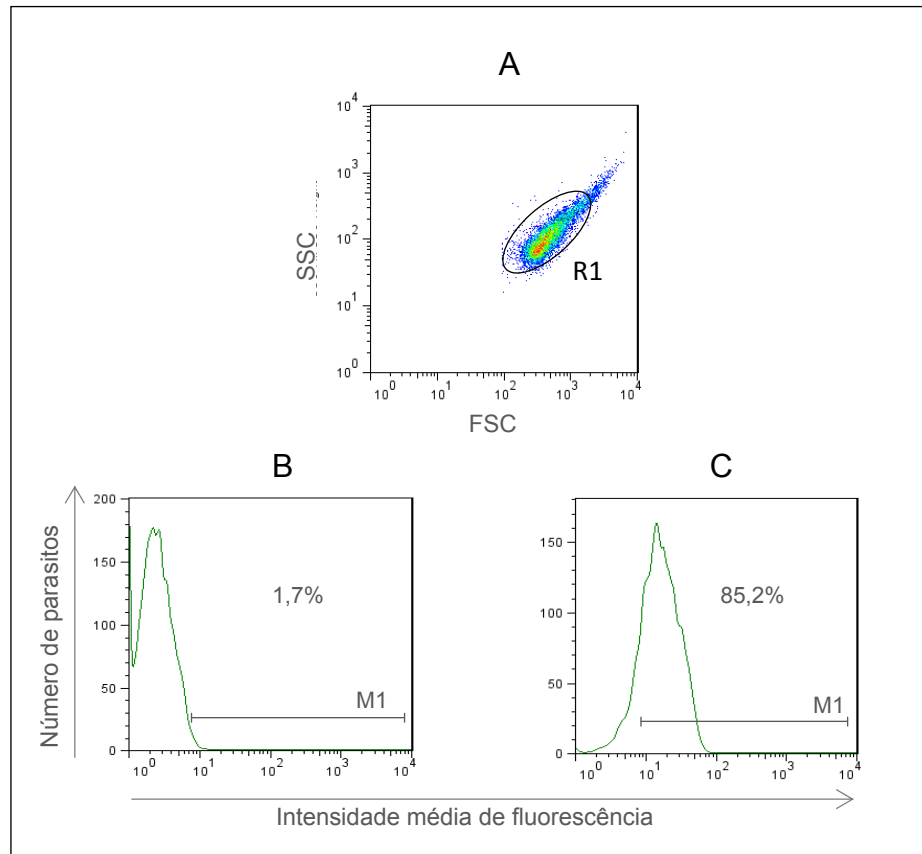 A
10^4
10^3
10^2
10^1
10^0
SSC
R1
10^0 10^1 10^2 10^3 10^4
FSC
B
C
Número de parasitos
200
150
100
50
0
1,7%
M1
10^0 10^1 10^2 10^3 10^4
150
100
50
0
85,2%
M1
10^0 10^1 10^2 10^3 10^4
Intensidade média de fluorescência